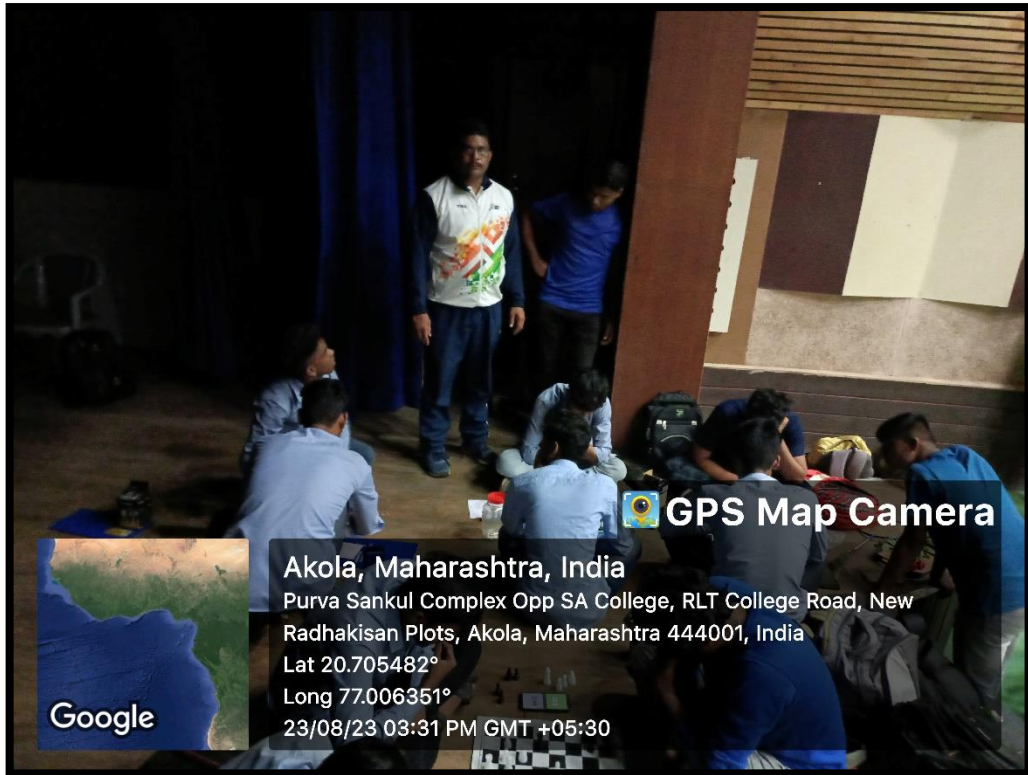 GPS Map Camera
Akola, Maharashtra, India
Purva Sankul Complex Opp SA College, RLT College Road, New
Radhakisan Plots, Akola, Maharashtra 444001, India
Lat 20.705482°
Long 77.006351°
23/08/23 03:31 PM GMT +05:30
Google